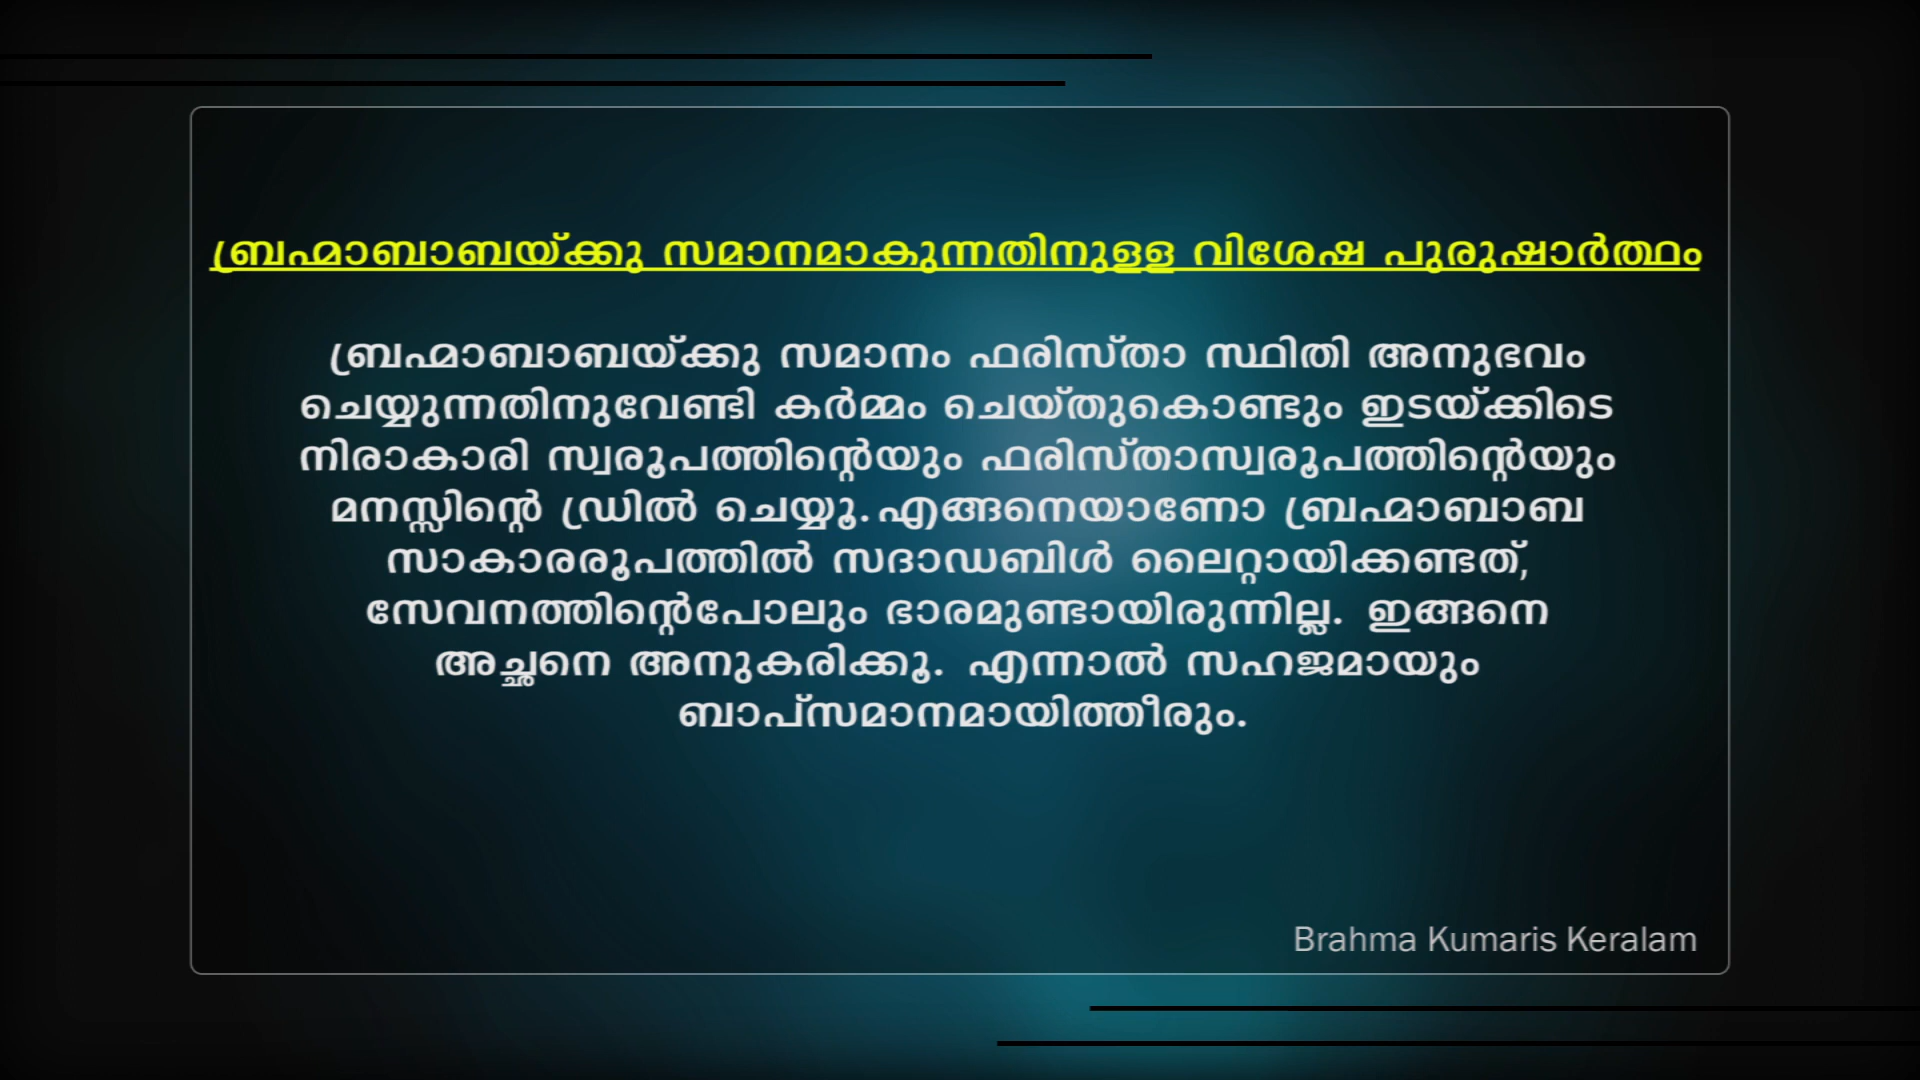 ബ്രഹ്മാബാബയ്ക്കു സമാനമാകുന്നതിനുളള വിശേഷ പുരുഷാർത്ഥം
ബ്രഹ്മാബാബയ്ക്കു സമാനം ഫരിസ്താ സ്ഥിതി അനുഭവം
ചെയ്യുന്നതിനുവേണ്ടി കർമ്മം ചെയ്തുകൊണ്ടും ഇടയ്ക്കിടെ
നിരാകാരി സ്വരൂപത്തിന്റെയും ഫരിസ്താസ്വരൂപത്തിന്റെയും
മനസ്സിന്റെ ഡ്രിൽ ചെയ്യൂ. എങ്ങനെയാണോ ബ്രഹ്മാബാബ
സാകാരരൂപത്തിൽ സദാഡബിൾ ലൈറ്റായിക്കണ്ടത്,
സേവനത്തിന്റെപോലും ഭാരമുണ്ടായിരുന്നില്ല. ഇങ്ങനെ
അച്ഛനെ അനുകരിക്കൂ. എന്നാൽ സഹജമായും
ബാപ്സമാനമായിത്തീരും.
Brahma Kumaris Keralam